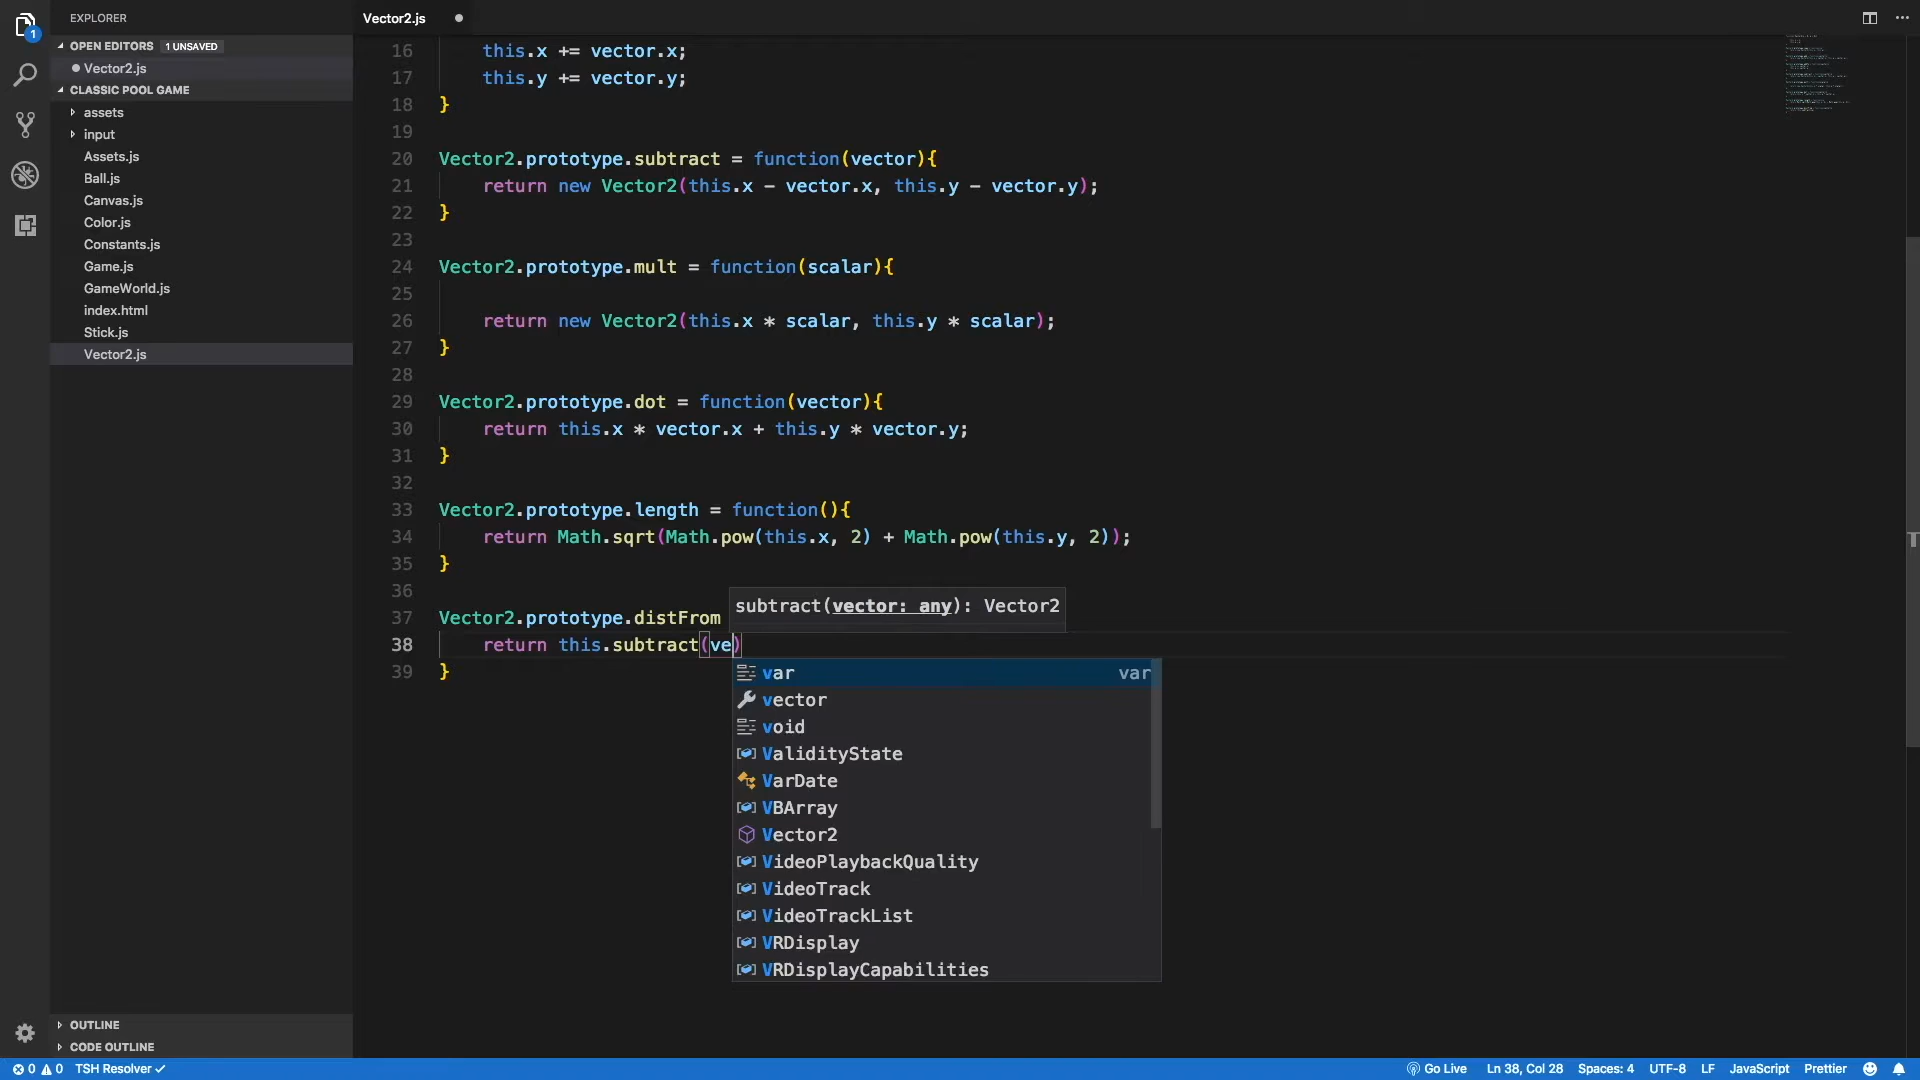 EXPLORER
OPEN EDITORS 1 UNSAVED
Vector2.js
CLASSIC POOL GAME
assets
input
Assets.js
Ball.js
Canvas.js
Color.js
Constants.js
Game.js
GameWorld.js
index.html
Stick.js
Vector2.js
OUTLINE
CODE OUTLINE
1
Vector2.js
16 this.x += vector.x;
17 this.y += vector.y;
18 }
19
20 Vector2.prototype.subtract = function(vector){
21 return new Vector2(this.x - vector.x, this.y - vector.y);
22 }
23
24 Vector2.prototype.mult = function(scalar){
25
26 return new Vector2(this.x * scalar, this.y * scalar);
27 }
28
29 Vector2.prototype.dot = function(vector){
30 return this.x * vector.x + this.y * vector.y;
31 }
32
33 Vector2.prototype.length = function(){
34 return Math.sqrt(Math.pow(this.x, 2) + Math.pow(this.y, 2));
35 }
36
subtract(vector: any): Vector2
37 Vector2.prototype.distFrom
38 return this.subtract(ve)
39 }
var var
vector
void
ValidityState
VarDate
VBArray
Vector2
VideoPlaybackQuality
VideoTrack
VideoTrackList
VRDisplay
VRDisplayCapabilities
0 0 TSH Resolver ✓ Go Live Ln 38, Col 28 Spaces: 4 UTF-8 LF JavaScript Prettier